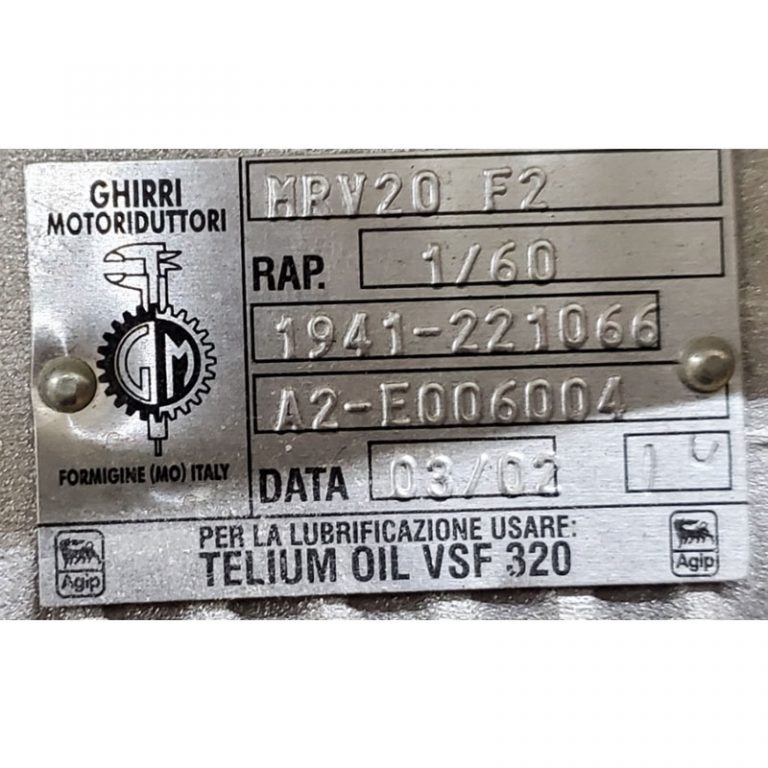 GHIRRI
MOTORIDUTTORI
GM
FORMIGINE (MO) ITALY
MRV20 F2
RAP. 1/60
1941-221066
A2-E006004
DATA 03/02
PER LA LUBRIFICAZIONE USARE:
TELIUM OIL VSF 320
Agip
Agip